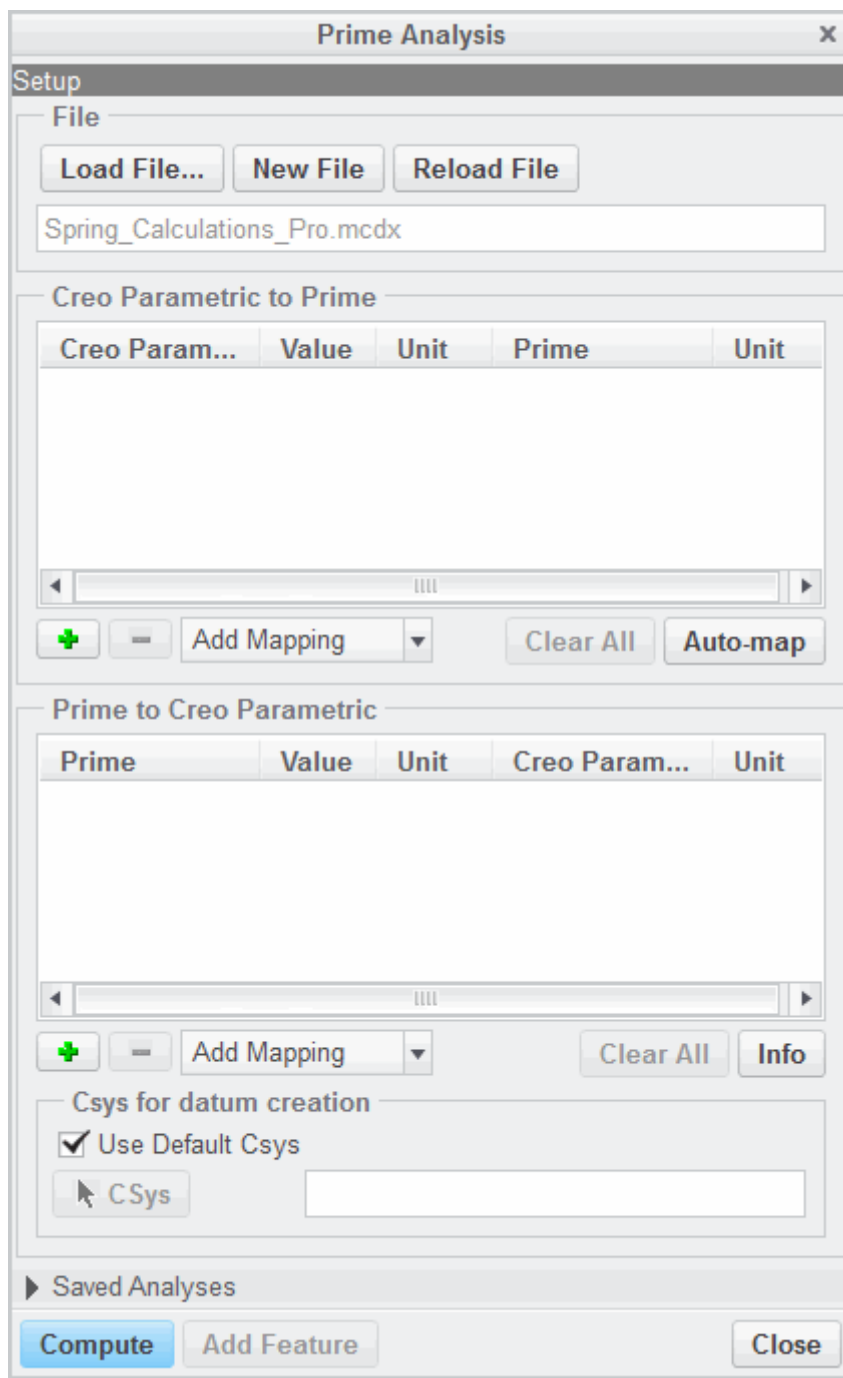 Prime Analysis x
Setup
File
Load File... New File Reload File
Spring_Calculations_Pro.mcdx
Creo Parametric to Prime
Creo Param... Value Unit Prime Unit
Add Mapping Clear All Auto-map
Prime to Creo Parametric
Prime Value Unit Creo Param... Unit
Add Mapping Clear All Info
Csys for datum creation
Use Default Csys
CSys
Saved Analyses
Compute Add Feature Close